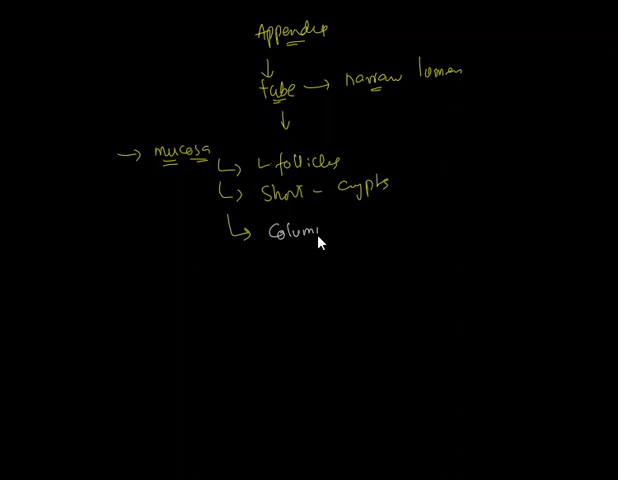 Appendix
tube → narrow lumen
→ mucosa
L-follicles
Short - crypts
Colum